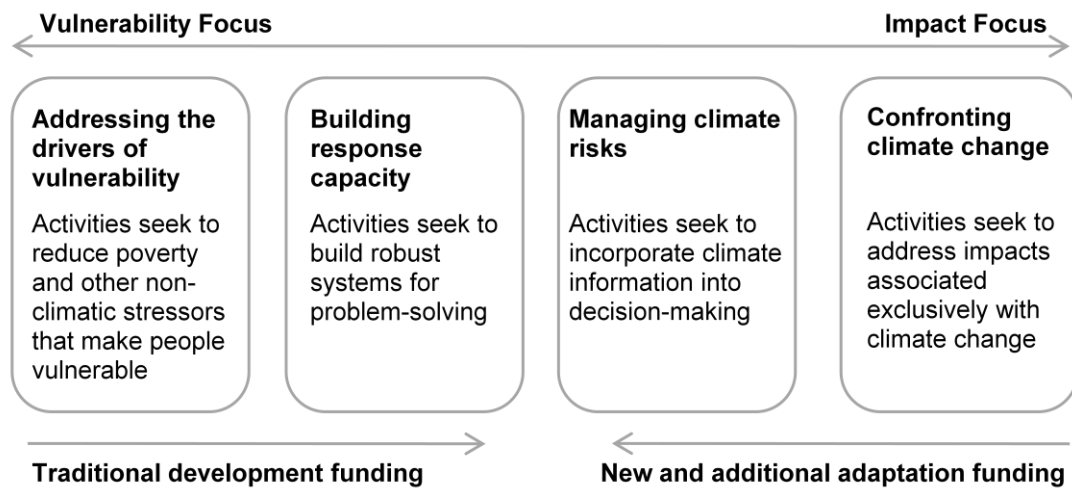 Vulnerability Focus
Impact Focus
Addressing the
drivers of
vulnerability
Activities seek to
reduce poverty
and other non-
climatic stressors
that make people
vulnerable
Building
response
capacity
Activities seek to
build robust
systems for
problem-solving
Managing climate
risks
Activities seek to
incorporate climate
information into
decision-making
Confronting
climate change
Activities seek to
address impacts
associated
exclusively with
climate change
Traditional development funding
New and additional adaptation funding